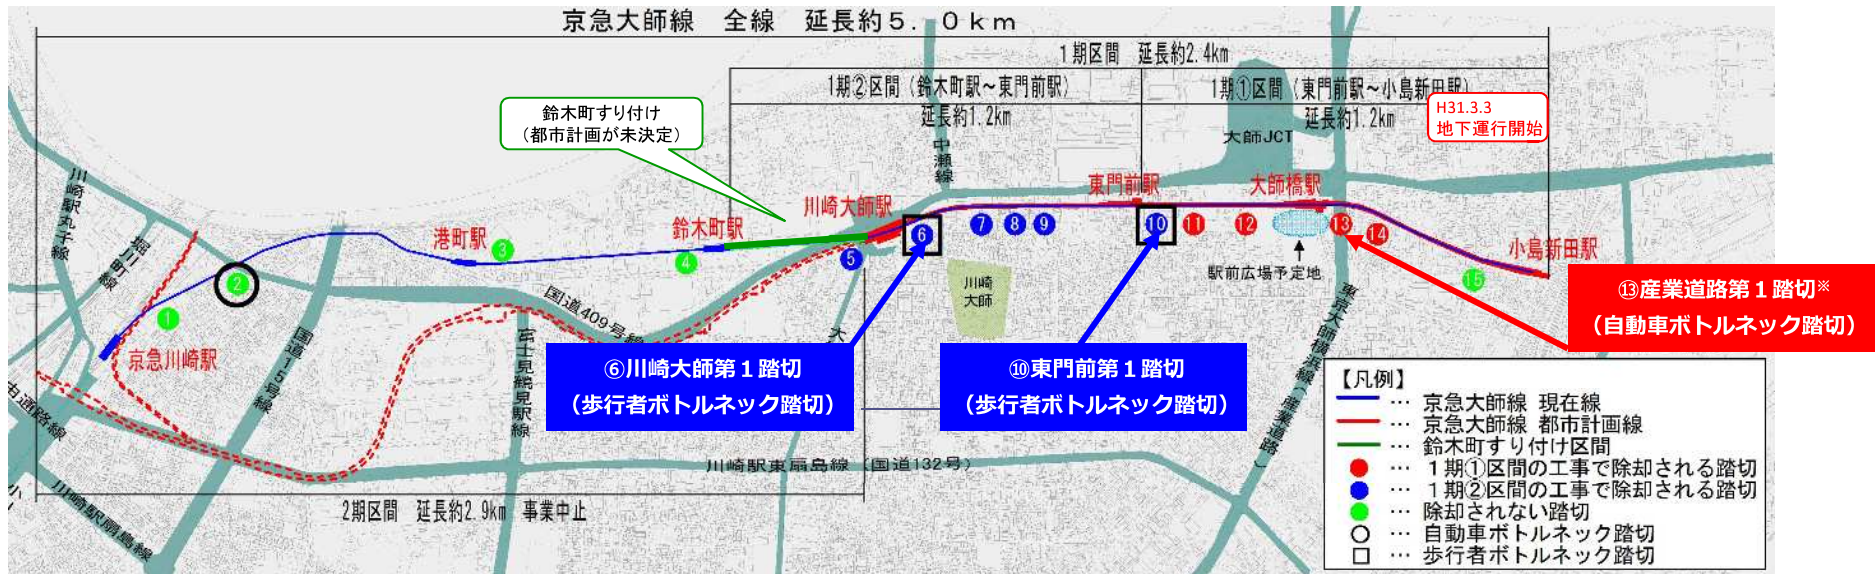 京急大師線　全線　延長約5．0km
1期区間　延長約2.4km
1期②区間（鈴木町駅～東門前駅）
延長約1.2km
1期①区間（東門前駅～小島新田駅）
延長約1.2km
H31.3.3
地下運行開始
鈴木町すり付け
（都市計画が未決定）
大師JCT
中瀬線
川崎駅丸子線
堀川町線
京急川崎駅
港町駅
鈴木町駅
川崎大師駅
東門前駅
大師橋駅
小島新田駅
①
②
③
④
⑤
⑥
⑦
⑧
⑨
⑩
⑪
⑫
⑬
⑭
⑮
川崎
大師
駅前広場予定地
国道409号線
国道15号線
富士見鶴見駅線
大
東京大師横浜線（産業道路）
川崎駅東扇島線（国道132号）
川崎駅扇島線
2期区間　延長約2.9km　事業中止
⑥川崎大師第１踏切
（歩行者ボトルネック踏切）
⑩東門前第１踏切
（歩行者ボトルネック踏切）
⑬産業道路第１踏切※
（自動車ボトルネック踏切）
【凡例】
… 京急大師線 現在線
… 京急大師線 都市計画線
… 鈴木町すり付け区間
… １期①区間の工事で除却される踏切
… １期②区間の工事で除却される踏切
… 除却されない踏切
… 自動車ボトルネック踏切
… 歩行者ボトルネック踏切